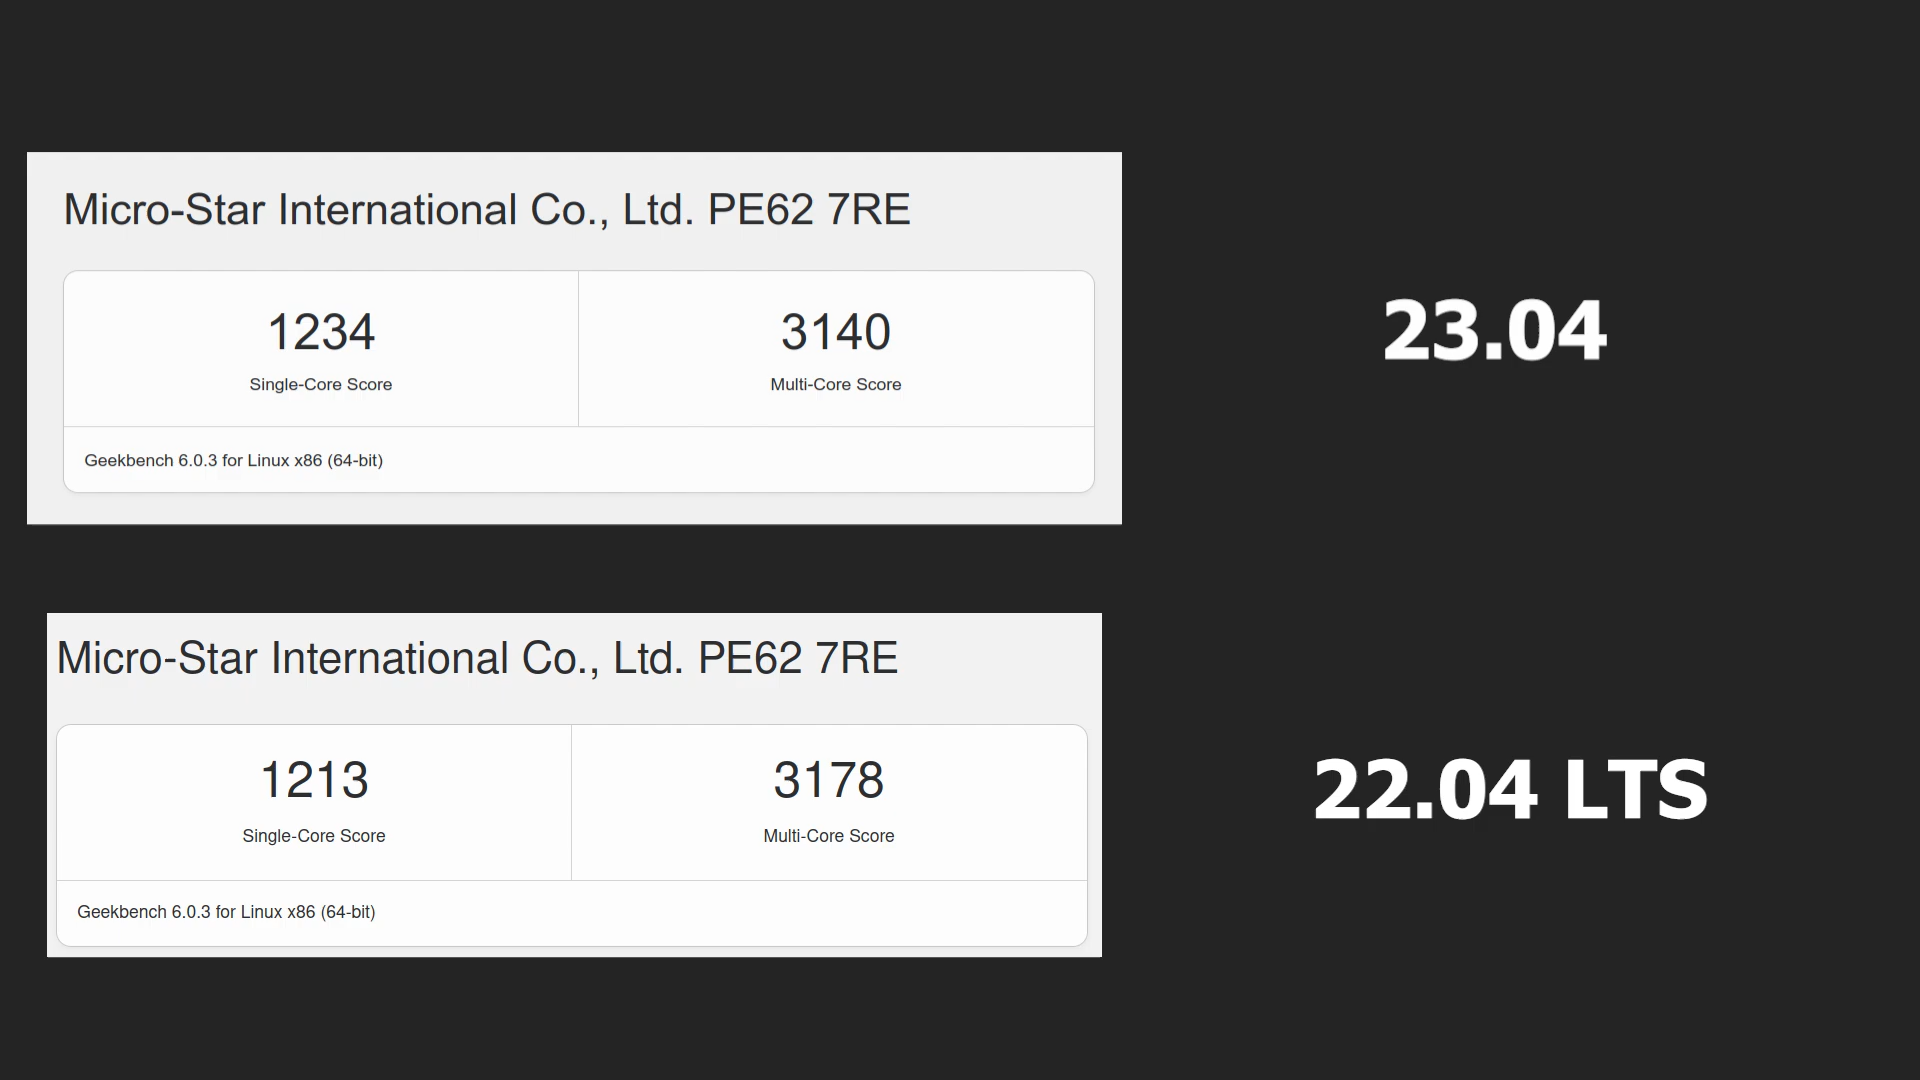 Micro-Star International Co., Ltd. PE62 7RE
1234
Single-Core Score
3140
Multi-Core Score
Geekbench 6.0.3 for Linux x86 (64-bit)
23.04
Micro-Star International Co., Ltd. PE62 7RE
1213
Single-Core Score
3178
Multi-Core Score
Geekbench 6.0.3 for Linux x86 (64-bit)
22.04 LTS